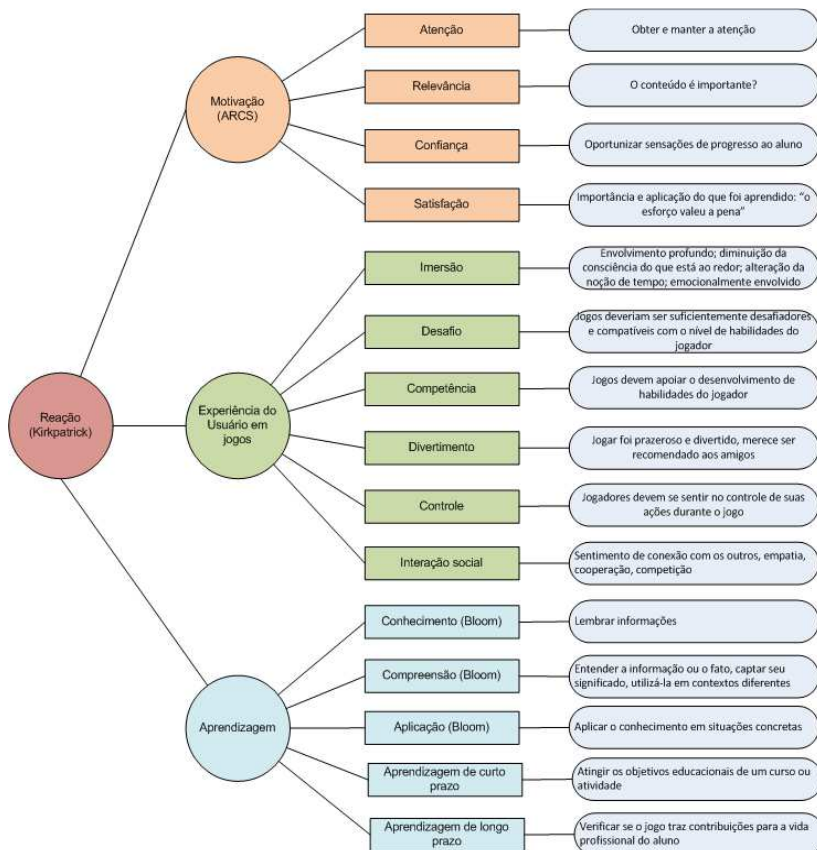 Atenção
Obter e manter a atenção
Motivação
(ARCS)
Relevância
O conteúdo é importante?
Confiança
Oportunizar sensações de progresso ao aluno
Satisfação
Importância e aplicação do que foi aprendido: “o
esforço valeu a pena”
Reação
(Kirkpatrick)
Experiência do
Usuário em
jogos
Imersão
Envolvimento profundo; diminuição da
consciência do que está ao redor; alteração da
noção de tempo; emocionalmente envolvido
Desafio
Jogos deveriam ser suficientemente desafiadores
e compatíveis com o nível de habilidades do
jogador
Competência
Jogos devem apoiar o desenvolvimento de
habilidades do jogador
Divertimento
Jogar foi prazeroso e divertido, merece ser
recomendado aos amigos
Controle
Jogadores devem se sentir no controle de suas
ações durante o jogo
Interação social
Sentimento de conexão com os outros, empatia,
cooperação, competição
Aprendizagem
Conhecimento (Bloom)
Lembrar informações
Compreensão (Bloom)
Entender a informação ou o fato, captar seu
significado, utilizá-la em contextos diferentes
Aplicação (Bloom)
Aplicar o conhecimento em situações concretas
Aprendizagem de curto
prazo
Atingir os objetivos educacionais de um curso ou
atividade
Aprendizagem de longo
prazo
Verificar se o jogo traz contribuições para a vida
profissional do aluno